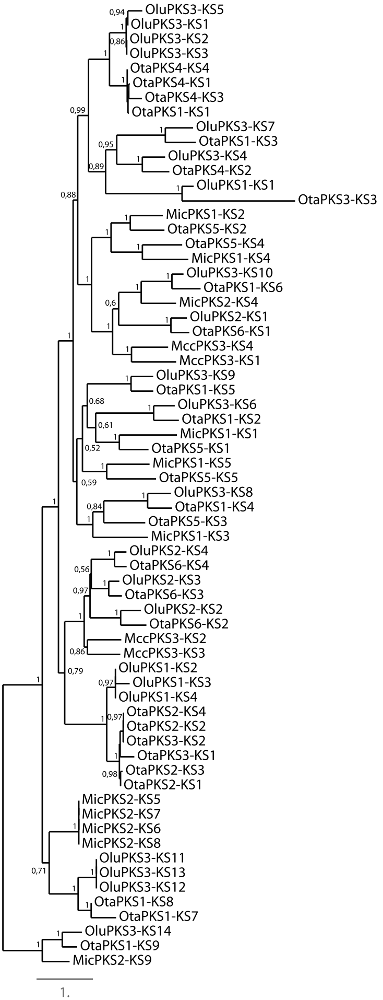 0,94
OluPKS3-KS5
1
OluPKS3-KS1
0,86
OluPKS3-KS2
1
OluPKS3-KS3
OtaPKS4-KS4
1
OtaPKS4-KS1
OtaPKS4-KS3
0,99
OtaPKS1-KS1
1
OluPKS3-KS7
0,95
OtaPKS1-KS3
1
OluPKS3-KS4
0,89
OtaPKS4-KS2
1
OluPKS1-KS1
0,88
OtaPKS3-KS3
1
MicPKS1-KS2
1
OtaPKS5-KS2
1
OtaPKS5-KS4
MicPKS1-KS4
1
OluPKS3-KS10
1
1
OtaPKS1-KS6
0,6
MicPKS2-KS4
1
OluPKS2-KS1
1
OtaPKS6-KS1
1
1
MccPKS3-KS4
MccPKS3-KS1
1
OluPKS3-KS9
OtaPKS1-KS5
0.68
1
OluPKS3-KS6
OtaPKS1-KS2
0,61
1
MicPKS1-KS1
0,52
OtaPKS5-KS1
1
MicPKS1-KS5
OtaPKS5-KS5
0,59
1
OluPKS3-KS8
1
0,84
OtaPKS1-KS4
1
OtaPKS5-KS3
MicPKS1-KS3
1
OluPKS2-KS4
OtaPKS6-KS4
0,56
1
OluPKS2-KS3
0,97
OtaPKS6-KS3
1
1
OluPKS2-KS2
OtaPKS6-KS2
MccPKS3-KS2
0,86
MccPKS3-KS3
0,79
OluPKS1-KS2
1
0,97
OluPKS1-KS3
OluPKS1-KS4
1
0,97
OtaPKS2-KS4
OtaPKS2-KS2
OtaPKS3-KS2
1
OtaPKS3-KS1
0,98
OtaPKS2-KS3
OtaPKS2-KS1
MicPKS2-KS5
MicPKS2-KS7
1
MicPKS2-KS6
MicPKS2-KS8
OluPKS3-KS11
0,71
1
OluPKS3-KS13
1
OluPKS3-KS12
1
OtaPKS1-KS8
OtaPKS1-KS7
1
OluPKS3-KS14
1
OtaPKS1-KS9
MicPKS2-KS9
1.